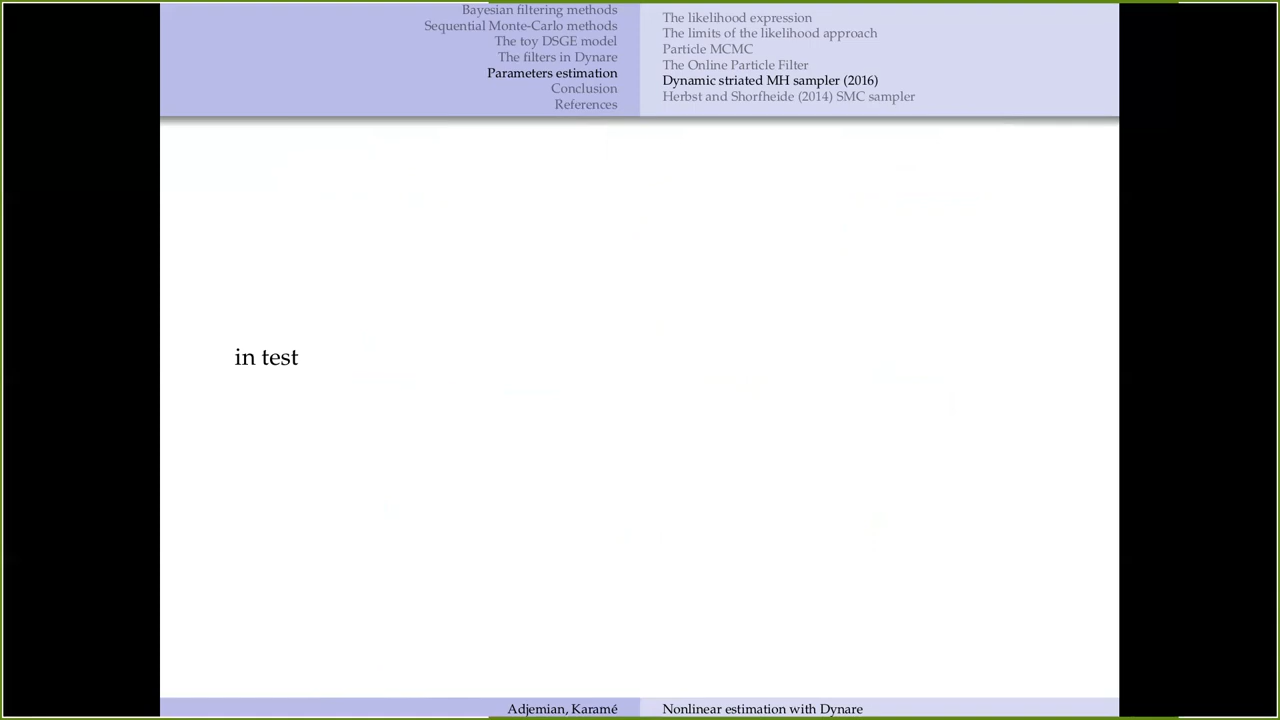 Bayesian filtering methods
Sequential Monte-Carlo methods
The toy DSGE model
The filters in Dynare
Parameters estimation
Conclusion
References
The likelihood expression
The limits of the likelihood approach
Particle MCMC
The Online Particle Filter
Dynamic striated MH sampler (2016)
Herbst and Shorfheide (2014) SMC sampler
in test
Adjemian, Karamé
Nonlinear estimation with Dynare